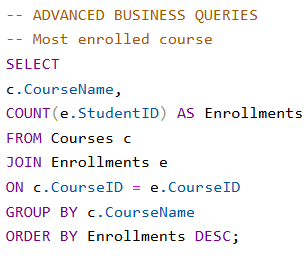 -- ADVANCED BUSINESS QUERIES
-- Most enrolled course
SELECT
c.CourseName,
COUNT(e.StudentID) AS Enrollments
FROM Courses c
JOIN Enrollments e
ON c.CourseID = e.CourseID
GROUP BY c.CourseName
ORDER BY Enrollments DESC;